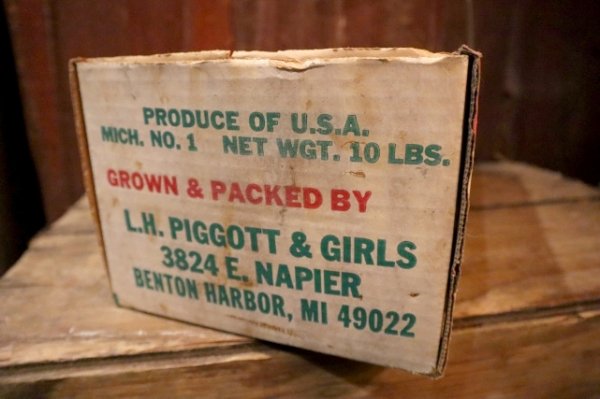 PRODUCE OF U.S.A.
MICH. NO. 1 NET WGT. 10 LBS.
GROWN & PACKED BY
L.H. PIGGOTT & GIRLS
3824 E. NAPIER
BENTON HARBOR, MI 49022